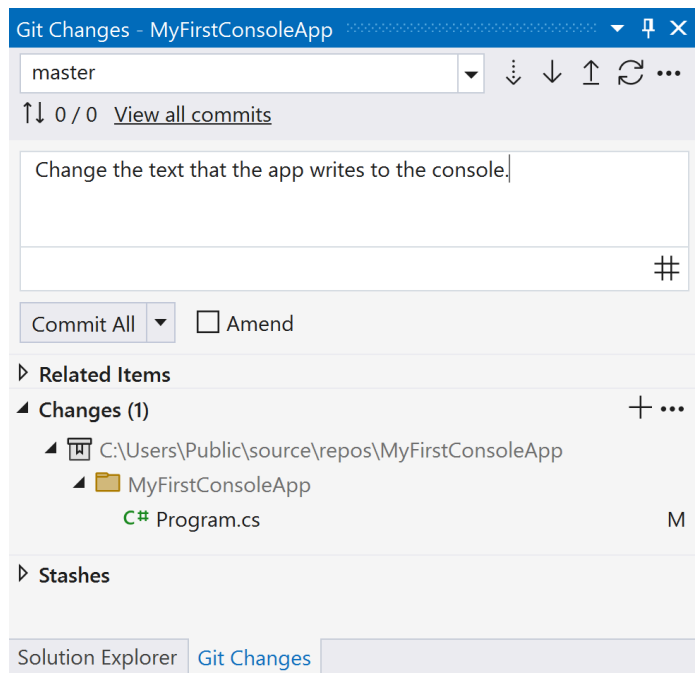 Git Changes - MyFirstConsoleApp
master
0 / 0 View all commits
Change the text that the app writes to the console.
Commit All Amend
Related Items
Changes (1)
C:\Users\Public\source\repos\MyFirstConsoleApp
MyFirstConsoleApp
C# Program.cs M
Stashes
Solution Explorer Git Changes